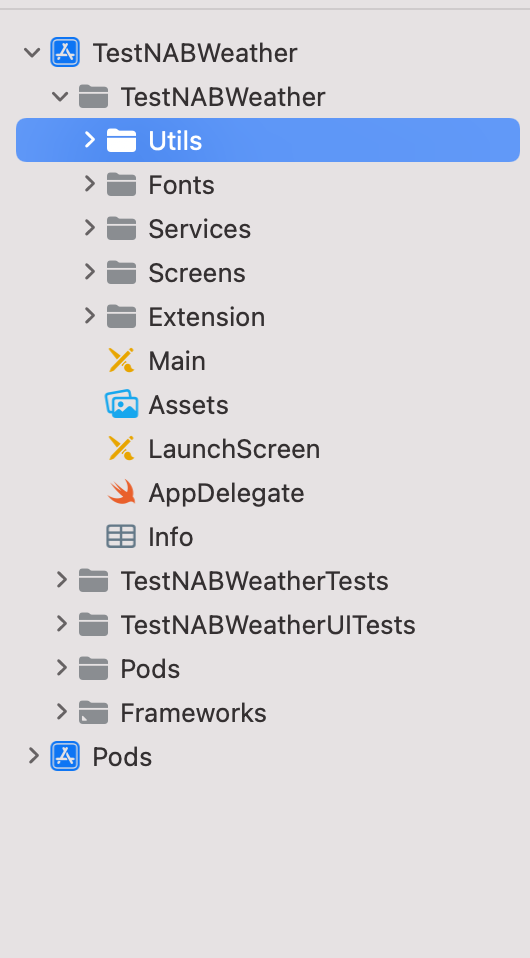 TestNABWeather
TestNABWeather
Utils
Fonts
Services
Screens
Extension
Main
Assets
LaunchScreen
AppDelegate
Info
TestNABWeatherTests
TestNABWeatherUITests
Pods
Frameworks
Pods